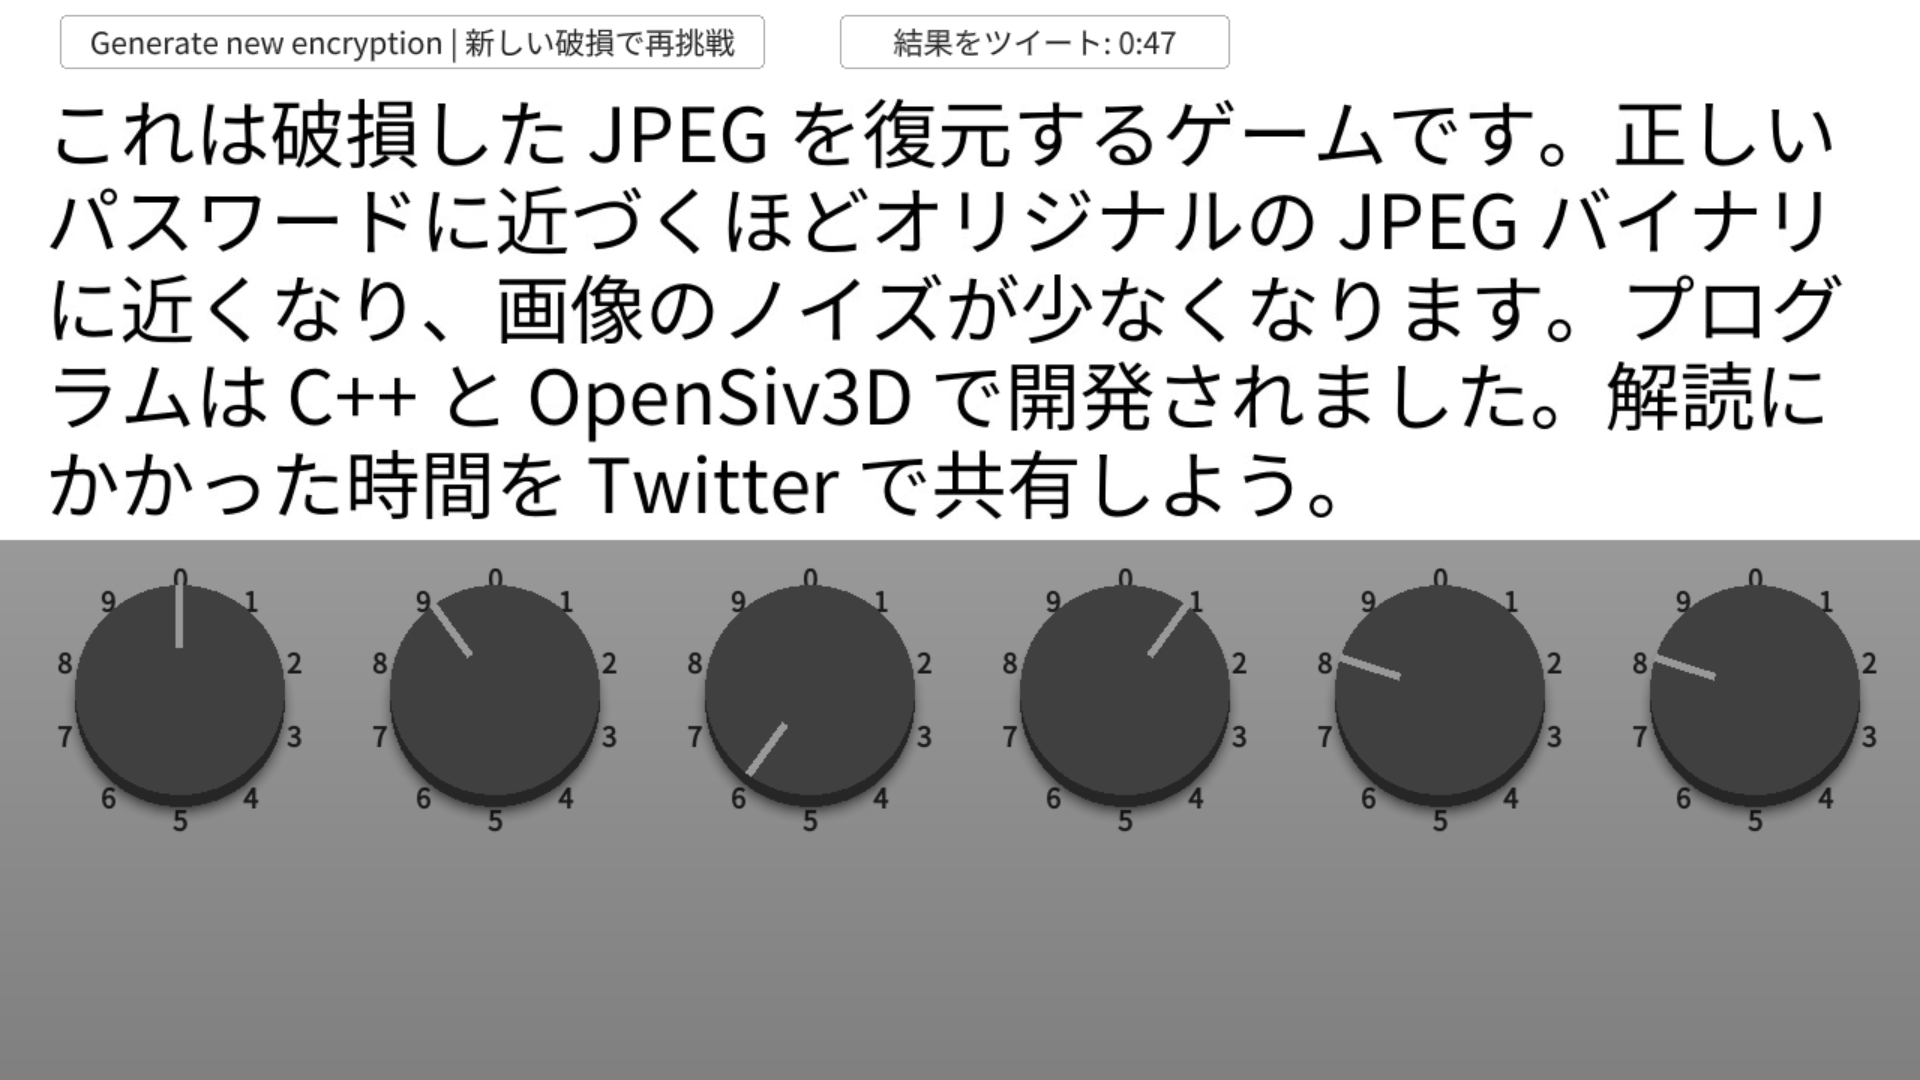 Generate new encryption | 新しい破損で再挑戦
結果をツイート: 0:47
これは破損した JPEG を復元するゲームです。正しい
パスワードに近づくほどオリジナルの JPEG バイナリ
に近くなり、画像のノイズが少なくなります。プログ
ラムは C++ と OpenSiv3D で開発されました。解読に
かかった時間を Twitter で共有しよう。
0 1 2 3 4 5 6 7 8 9
0 1 2 3 4 5 6 7 8 9
0 1 2 3 4 5 6 7 8 9
0 1 2 3 4 5 6 7 8 9
0 1 2 3 4 5 6 7 8 9
0 1 2 3 4 5 6 7 8 9